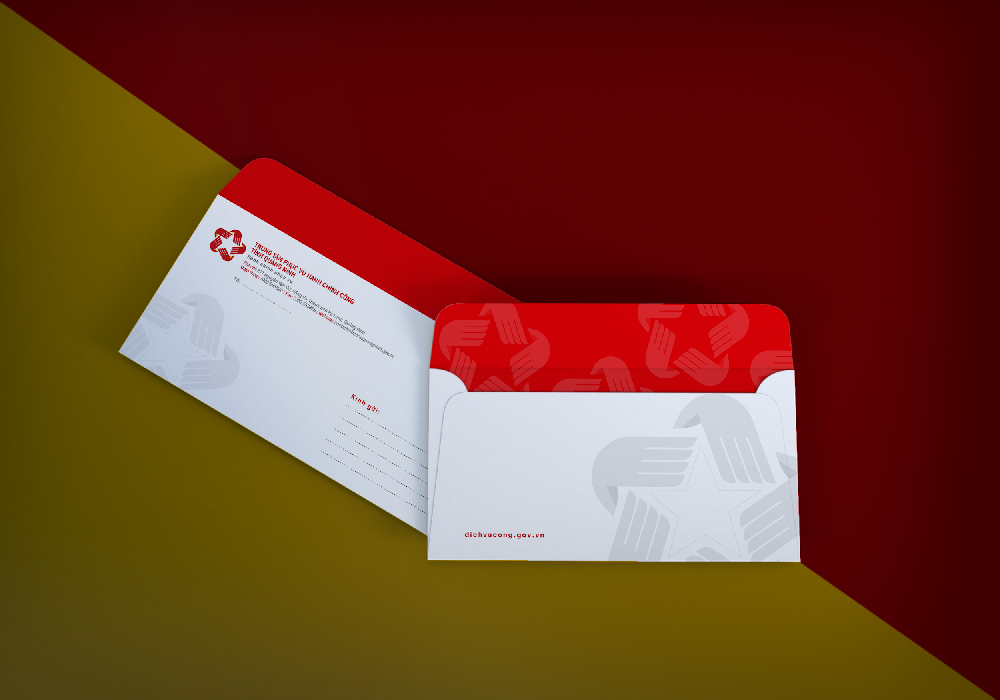 TRUNG TÂM PHỤC VỤ HÀNH CHÍNH CÔNG
TỈNH QUẢNG NINH
Hành chính phục vụ
Địa chỉ: 277 Nguyễn Văn Cừ, Hồng Hà, Thành phố Hạ Long, Quảng Ninh
Điện thoại: 1900 558826 | Fax: 1900 558826 | Website: hanhchinhcongquangninh.gov.vn
Số:
Kính gửi:
dichvucong.gov.vn